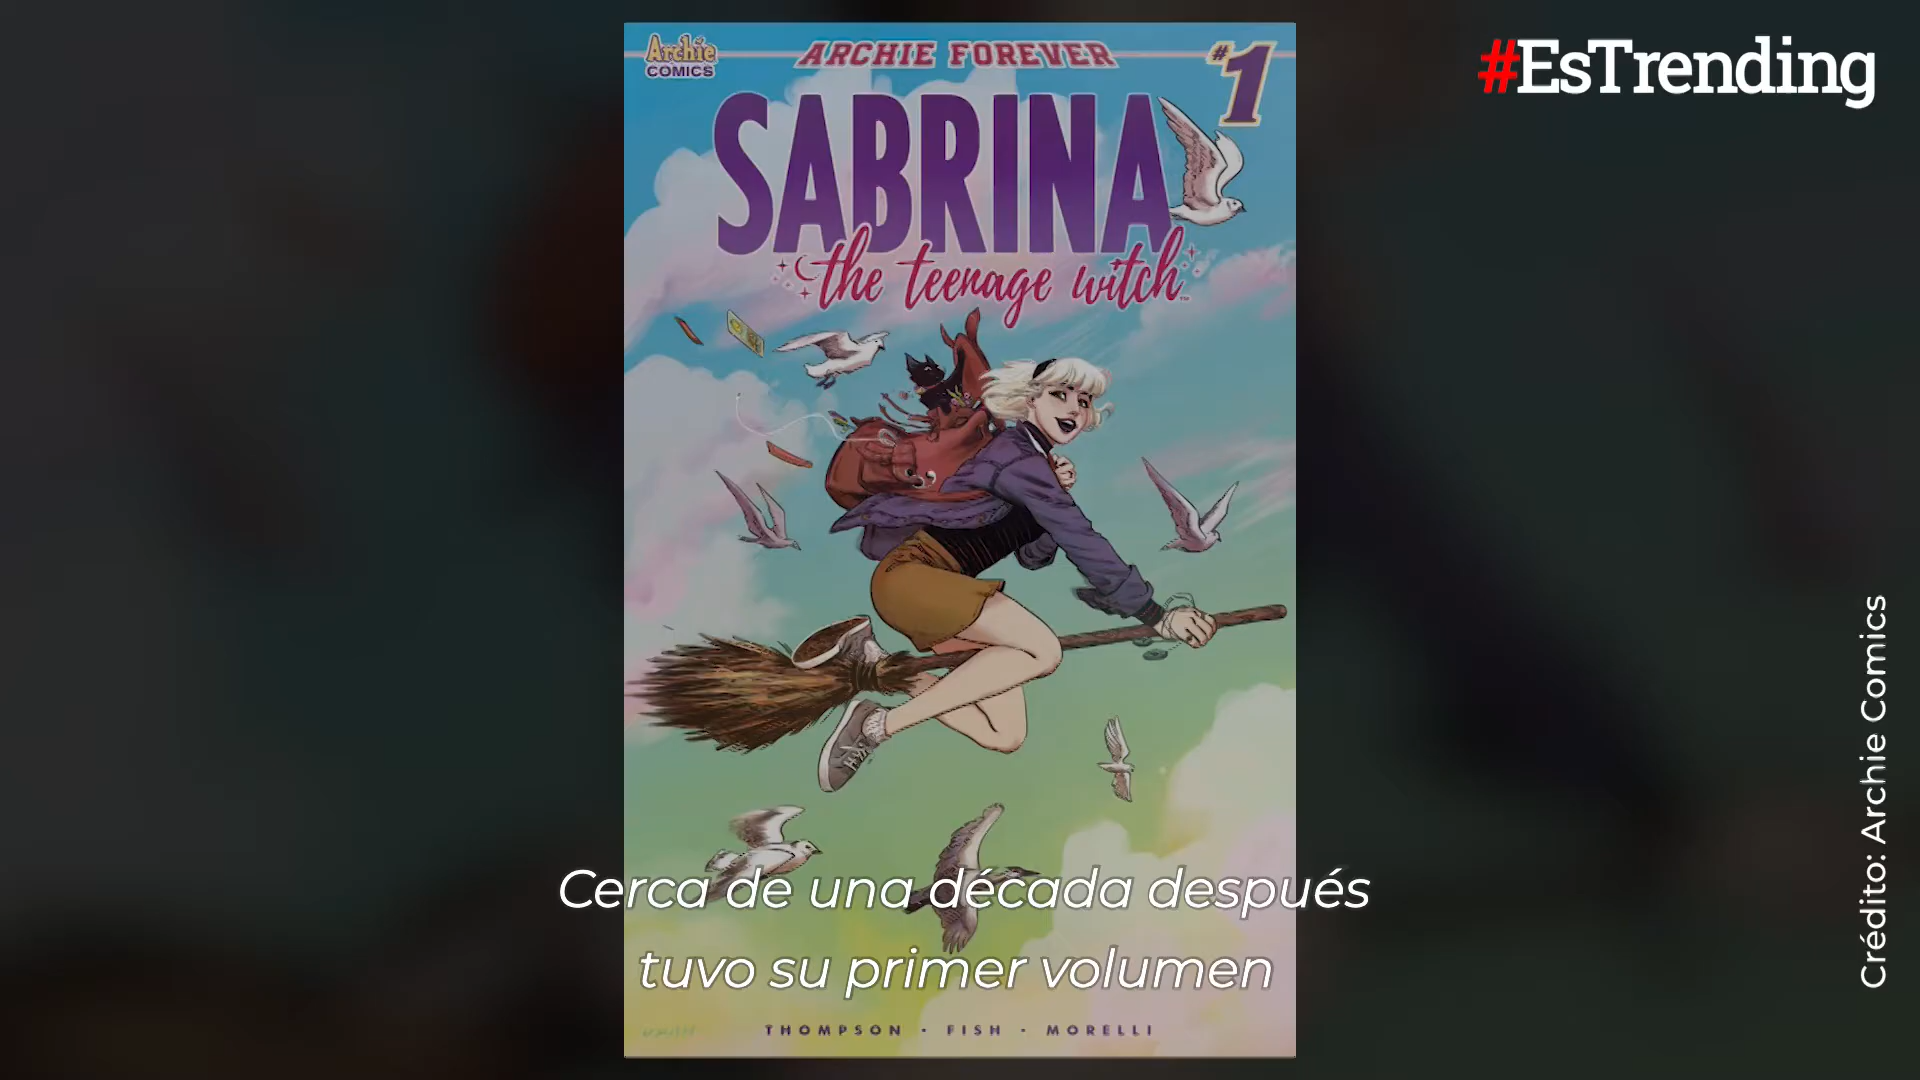 Archie
COMICS
ARCHIE FOREVER
#1
#EsTrending
SABRINA
the teenage witch
Cerca de una década después
tuvo su primer volumen
THOMPSON • FISH • MORELLI
Crédito: Archie Comics